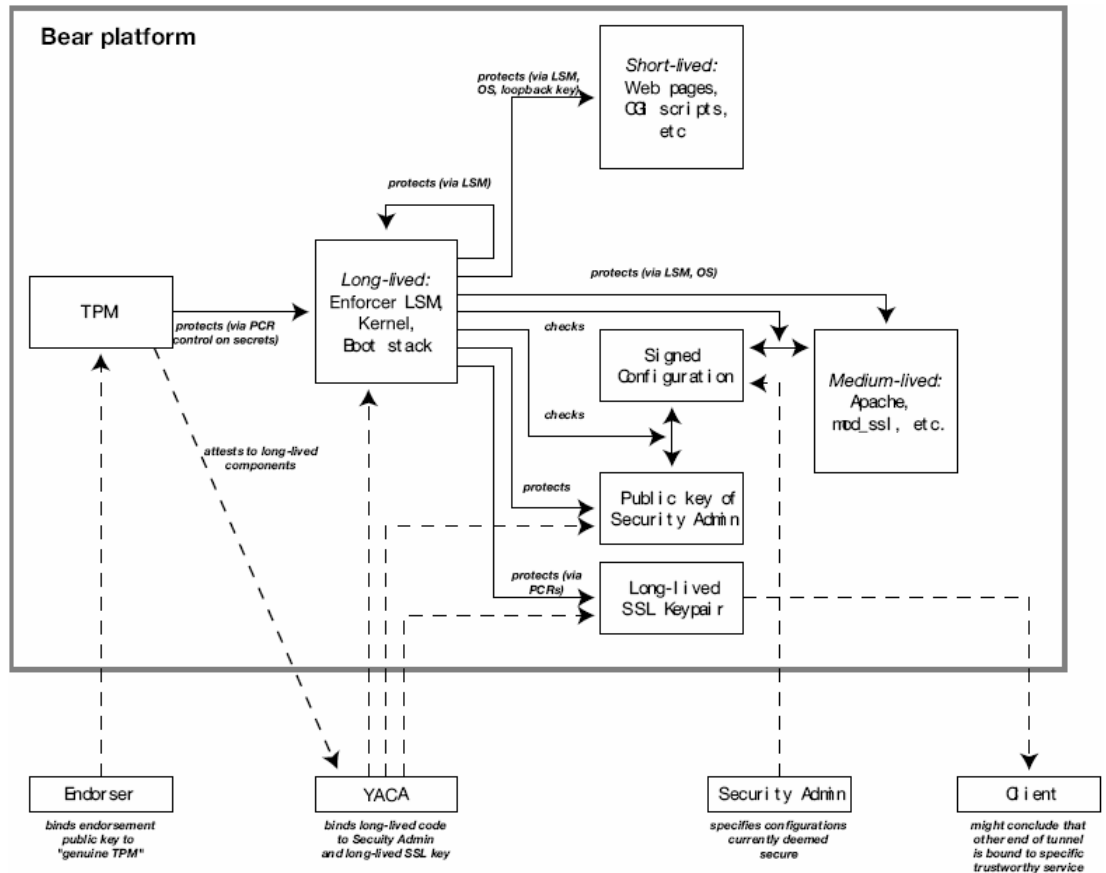 Bear platform
Short-lived:
Web pages,
CGI scripts,
etc
protects (via LSM,
OS, loopback key)
protects (via LSM)
Long-lived:
Enforcer LSM,
Kernel,
Boot stack
TPM
protects (via PCR
control on secrets)
protects (via LSM, OS)
checks
Signed
Configuration
Medium-lived:
Apache,
mod_ssl, etc.
checks
attests to long-lived
components
protects
Public key of
Security Admin
protects (via
PCRs)
Long-lived
SSL Keypair
Endorser
binds endorsement
public key to
"genuine TPM"
YACA
binds long-lived code
to Secuity Admin
and long-lived SSL key
Security Admin
specifies configurations
currently deemed
secure
Client
might conclude that
other end of tunnel
is bound to specific
trustworthy service